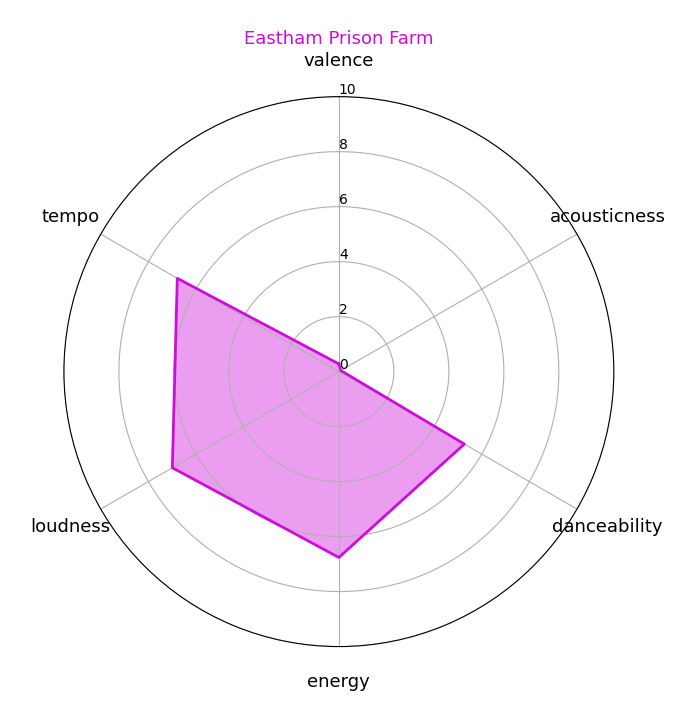 Eastham Prison Farm
valence
10
8
tempo
acousticness
6
4
2
0
loudness
danceability
energy